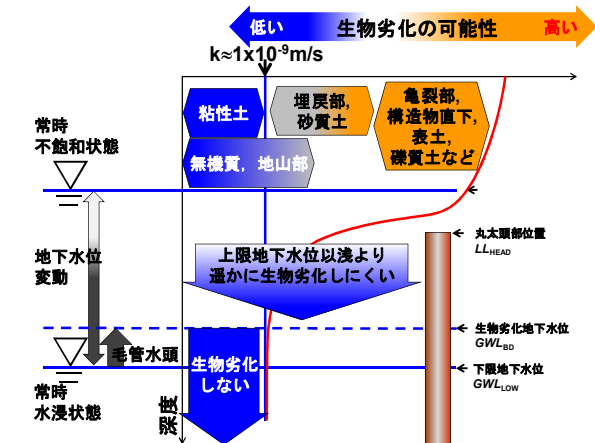 低い 生物劣化の可能性 高い
k≈1x10-9m/s
粘性土
埋戻部,
砂質土
亀裂部,
構造物直下,
表土,
礫質土など
無機質, 地山部
常時
不飽和状態
丸太頭部位置
LLHEAD
地下水位
変動
上限地下水位以浅より
遥かに生物劣化しにくい
生物劣化地下水位
GWLBD
毛管水頭
生物劣化
しない
下限地下水位
GWLLOW
常時
水浸状態
深度